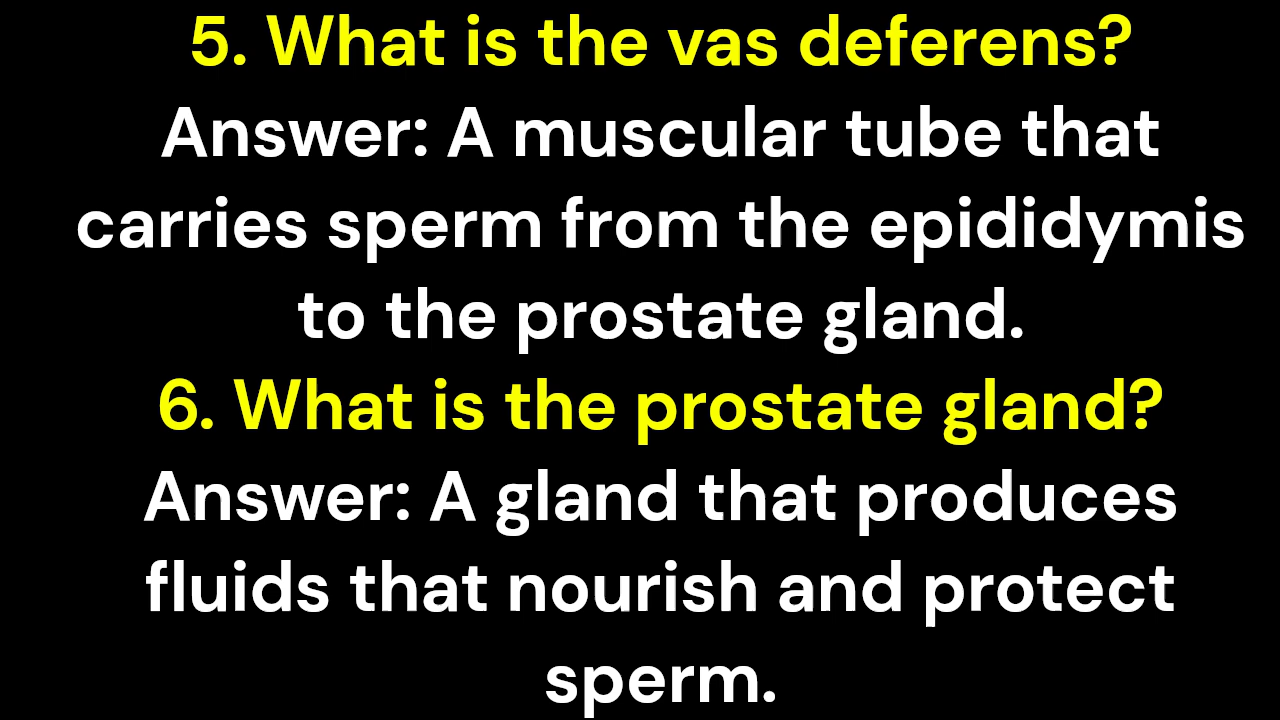 5. What is the vas deferens?
Answer: A muscular tube that
carries sperm from the epididymis
to the prostate gland.
6. What is the prostate gland?
Answer: A gland that produces
fluids that nourish and protect
sperm.